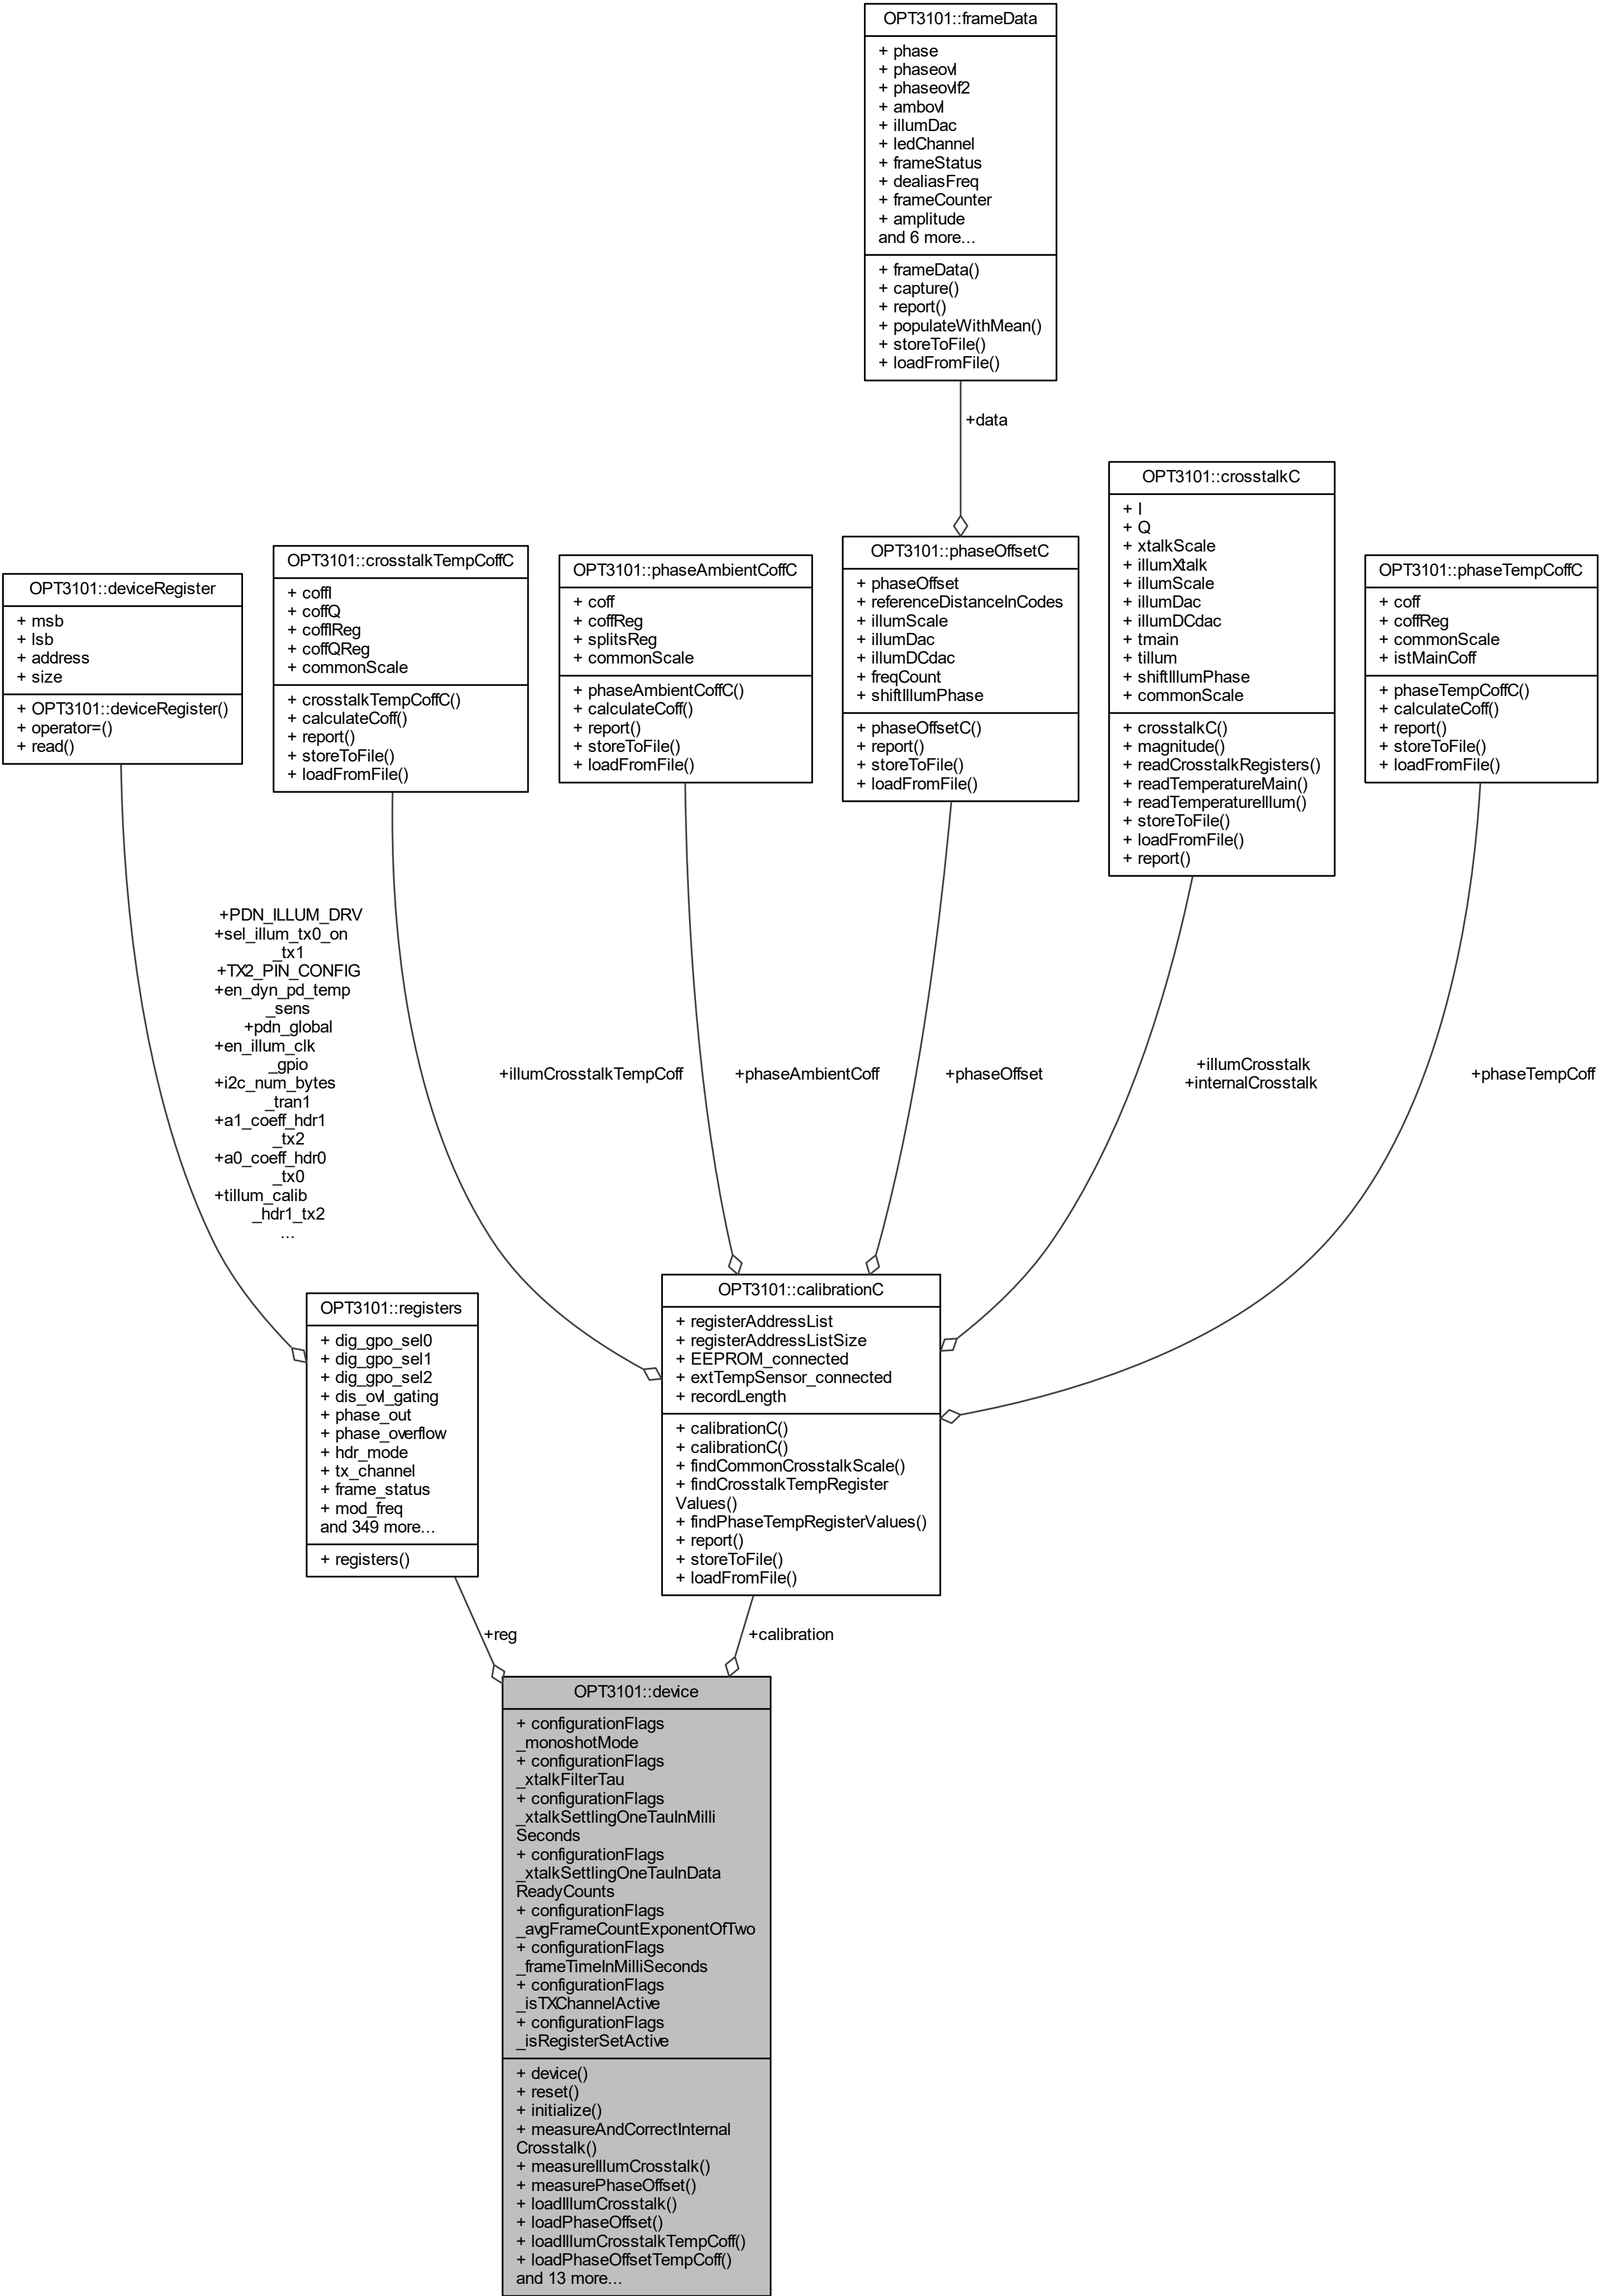 OPT3101::frameData
+ phase
+ phaseovl
+ phaseovlf2
+ ambovl
+ illumDac
+ ledChannel
+ frameStatus
+ dealiasFreq
+ frameCounter
+ amplitude
and 6 more...
+ frameData()
+ capture()
+ report()
+ populateWithMean()
+ storeToFile()
+ loadFromFile()
+data
OPT3101::deviceRegister
+ msb
+ lsb
+ address
+ size
+ OPT3101::deviceRegister()
+ operator=()
+ read()
OPT3101::crosstalkTempCoffC
+ coffI
+ coffQ
+ coffIReg
+ coffQReg
+ commonScale
+ crosstalkTempCoffC()
+ calculateCoff()
+ report()
+ storeToFile()
+ loadFromFile()
OPT3101::phaseAmbientCoffC
+ coff
+ coffReg
+ splitsReg
+ commonScale
+ phaseAmbientCoffC()
+ calculateCoff()
+ report()
+ storeToFile()
+ loadFromFile()
OPT3101::phaseOffsetC
+ phaseOffset
+ referenceDistanceInCodes
+ illumScale
+ illumDac
+ illumDCdac
+ freqCount
+ shiftIllumPhase
+ phaseOffsetC()
+ report()
+ storeToFile()
+ loadFromFile()
OPT3101::crosstalkC
+ I
+ Q
+ xtalkScale
+ illumXtalk
+ illumScale
+ illumDac
+ illumDCdac
+ tmain
+ tillum
+ shiftIllumPhase
+ commonScale
+ crosstalkC()
+ magnitude()
+ readCrosstalkRegisters()
+ readTemperatureMain()
+ readTemperatureIllum()
+ storeToFile()
+ loadFromFile()
+ report()
OPT3101::phaseTempCoffC
+ coff
+ coffReg
+ commonScale
+ istMainCoff
+ phaseTempCoffC()
+ calculateCoff()
+ report()
+ storeToFile()
+ loadFromFile()
+PDN_ILLUM_DRV
+sel_illum_tx0_on
_tx1
+TX2_PIN_CONFIG
+en_dyn_pd_temp
_sens
+pdn_global
+en_illum_clk
_gpio
+i2c_num_bytes
_tran1
+a1_coeff_hdr1
_tx2
+a0_coeff_hdr0
_tx0
+tillum_calib
_hdr1_tx2
...
+illumCrosstalkTempCoff
+phaseAmbientCoff
+phaseOffset
+illumCrosstalk
+internalCrosstalk
+phaseTempCoff
OPT3101::registers
+ dig_gpo_sel0
+ dig_gpo_sel1
+ dig_gpo_sel2
+ dis_ovl_gating
+ phase_out
+ phase_overflow
+ hdr_mode
+ tx_channel
+ frame_status
+ mod_freq
and 349 more...
+ registers()
OPT3101::calibrationC
+ registerAddressList
+ registerAddressListSize
+ EEPROM_connected
+ extTempSensor_connected
+ recordLength
+ calibrationC()
+ calibrationC()
+ findCommonCrosstalkScale()
+ findCrosstalkTempRegister
Values()
+ findPhaseTempRegisterValues()
+ report()
+ storeToFile()
+ loadFromFile()
+reg
+calibration
OPT3101::device
+ configurationFlags
_monoshotMode
+ configurationFlags
_xtalkFilterTau
+ configurationFlags
_xtalkSettlingOneTauInMilli
Seconds
+ configurationFlags
_xtalkSettlingOneTauInData
ReadyCounts
+ configurationFlags
_avgFrameCountExponentOfTwo
+ configurationFlags
_frameTimeInMilliSeconds
+ configurationFlags
_isTXChannelActive
+ configurationFlags
_isRegisterSetActive
+ device()
+ reset()
+ initialize()
+ measureAndCorrectInternal
Crosstalk()
+ measureIllumCrosstalk()
+ measurePhaseOffset()
+ loadIllumCrosstalk()
+ loadPhaseOffset()
+ loadIllumCrosstalkTempCoff()
+ loadPhaseOffsetTempCoff()
and 13 more...